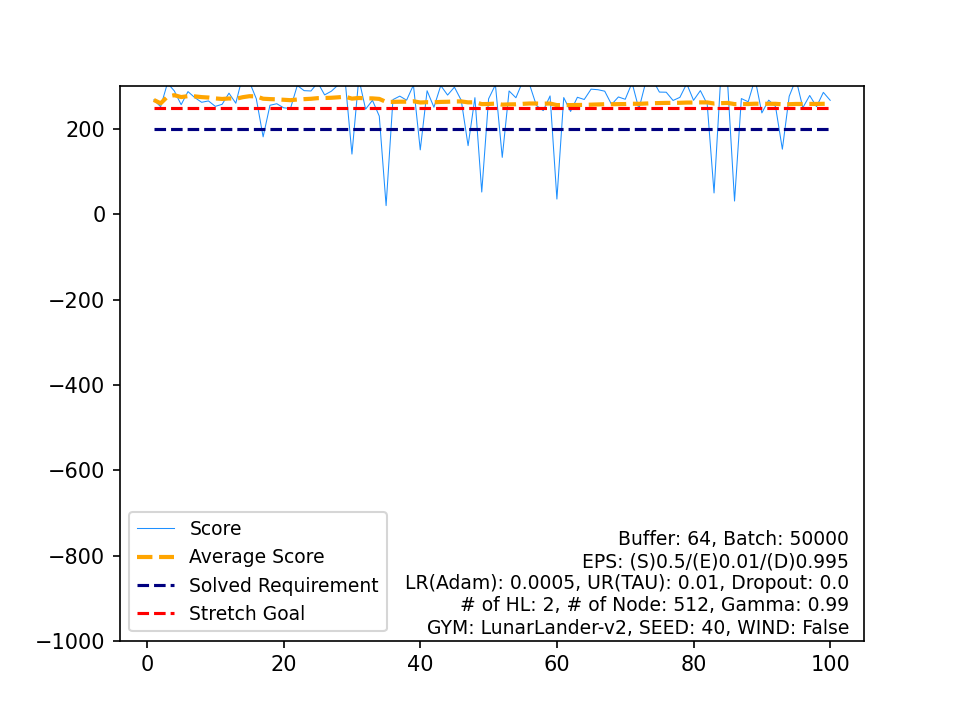 200
0
−200
−400
−600
−800
−1000
0
20
40
60
80
100
Score
Average Score
Solved Requirement
Stretch Goal
Buffer: 64, Batch: 50000
EPS: (S)0.5/(E)0.01/(D)0.995
LR(Adam): 0.0005, UR(TAU): 0.01, Dropout: 0.0
# of HL: 2, # of Node: 512, Gamma: 0.99
GYM: LunarLander-v2, SEED: 40, WIND: False